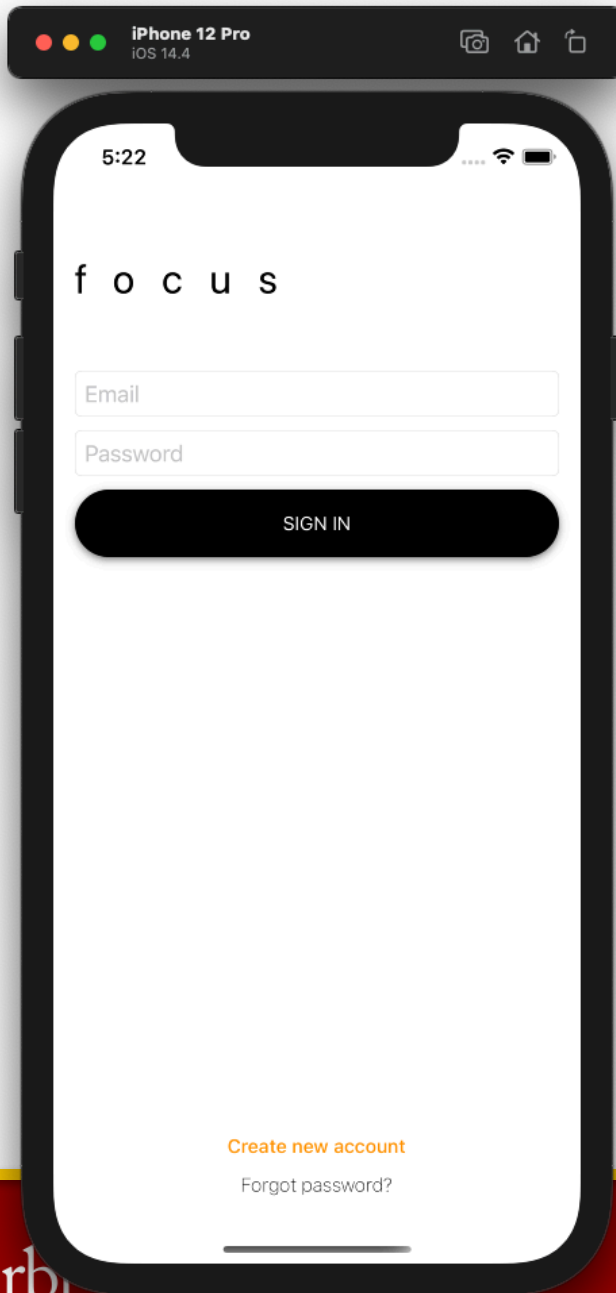 iPhone 12 Pro
iOS 14.4
5:22
f o c u s
Email
Password
SIGN IN
Create new account
Forgot password?